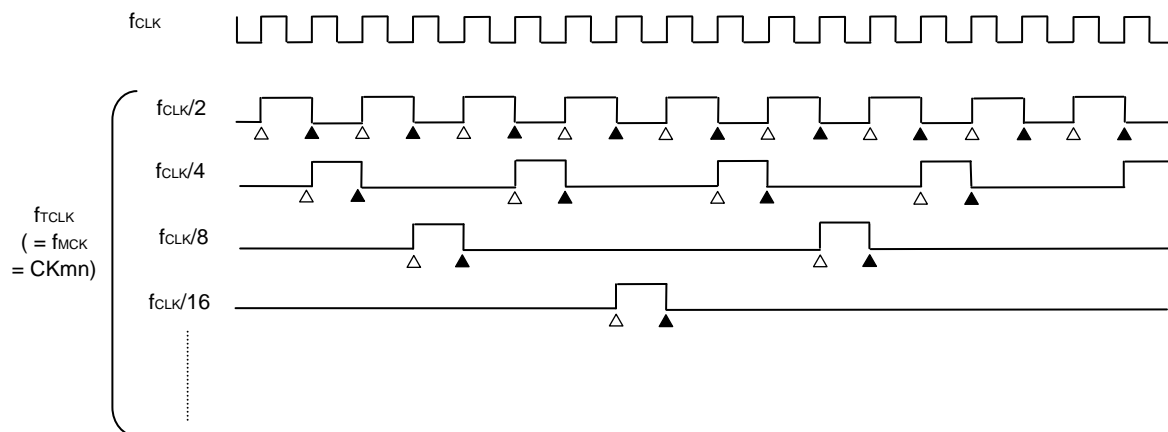 fCLK
fCLK/2
fCLK/4
fTCLK
( = fMCK
= CKmn)
fCLK/8
fCLK/16